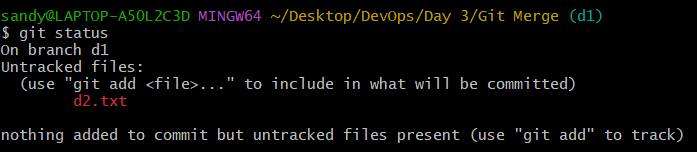 sandy@LAPTOP-A50L2C3D MINGW64 ~/Desktop/DevOps/Day 3/Git Merge (d1)
$ git status
On branch d1
Untracked files:
  (use "git add <file>..." to include in what will be committed)
        d2.txt

nothing added to commit but untracked files present (use "git add" to track)